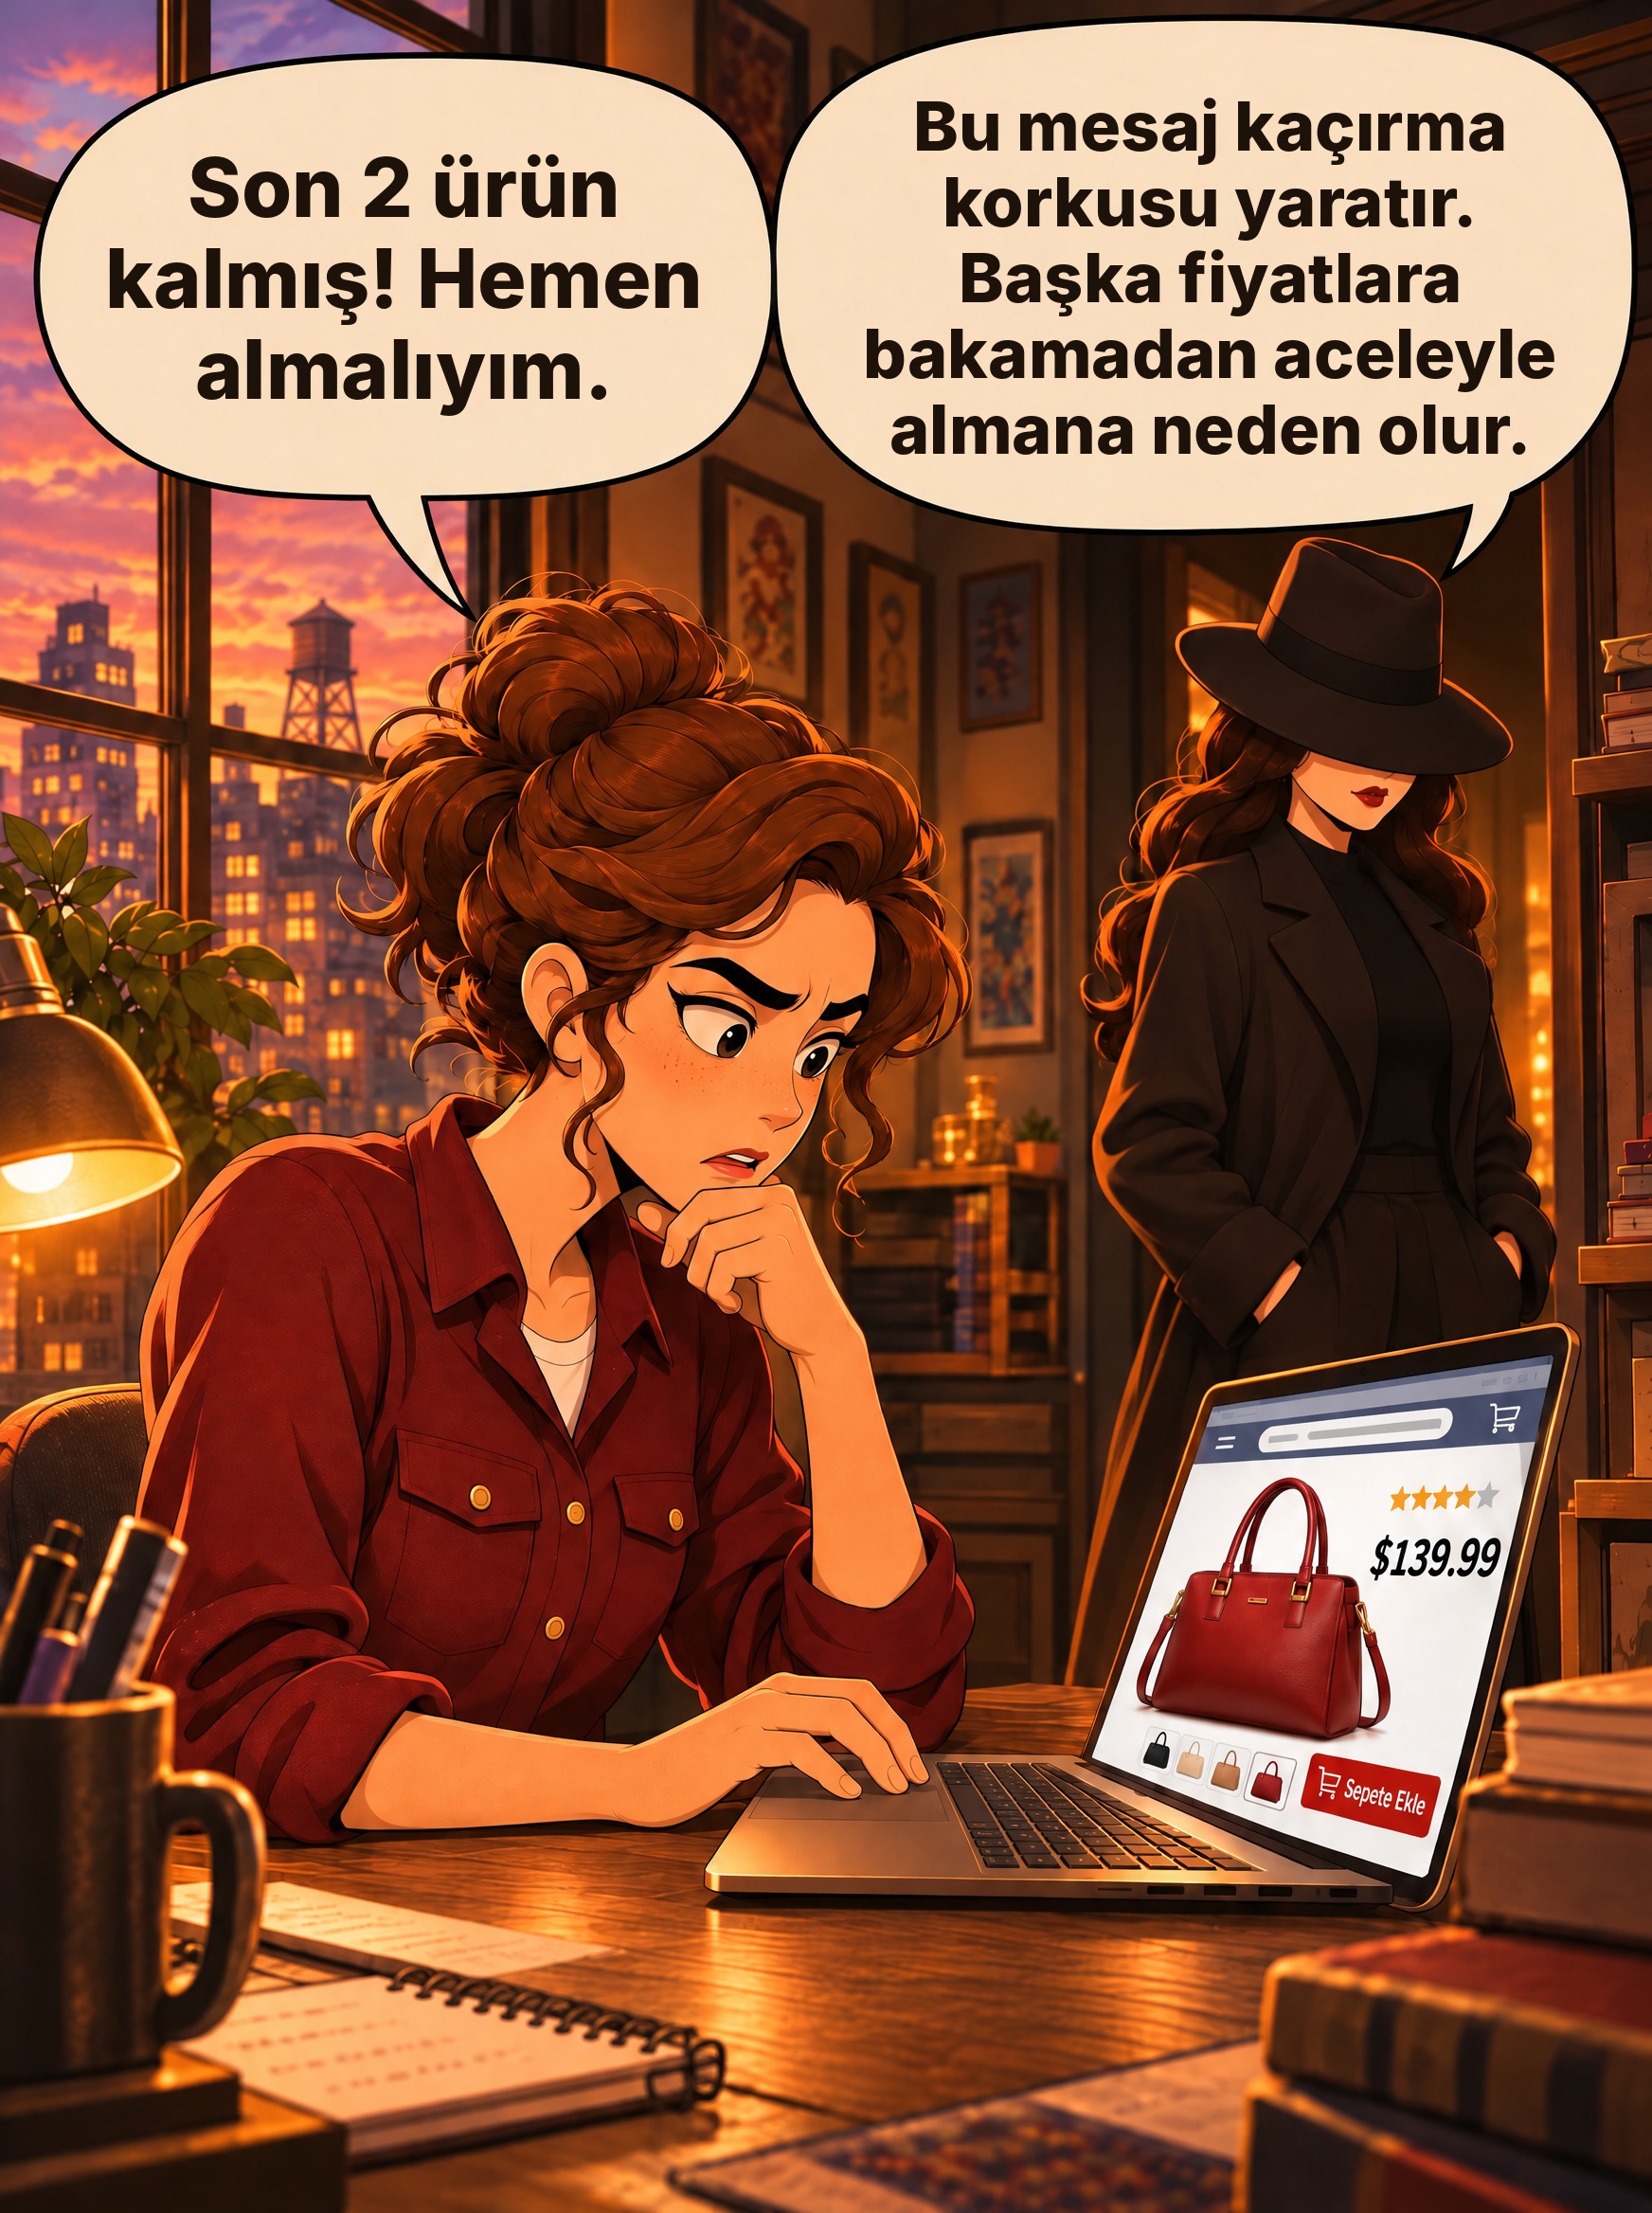 Son 2 ürün
kalmış! Hemen
almalıyım.
Bu mesaj kaçırma
korkusu yaratır.
Başka fiyatlara
bakamadan aceleyle
almana neden olur.
$139.99
Sepete Ekle